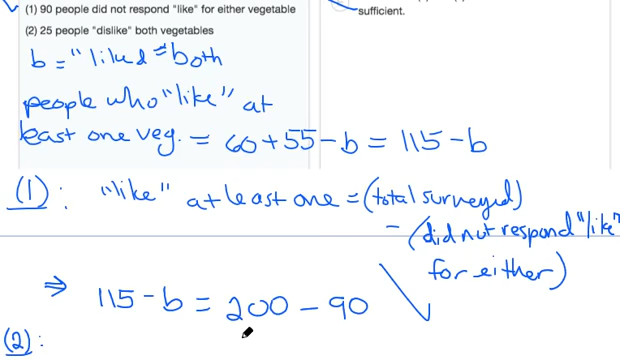 (1) 90 people did not respond "like" for either vegetable
sufficient.
(2) 25 people "dislike" both vegetables
b = "liked" both
people who "like" at
least one veg. = 60 + 55 - b = 115 - b
(1): "like" at least one = (total surveyed)
- (did not respond "like"
for either)
⇒ 115 - b = 200 - 90
(2):